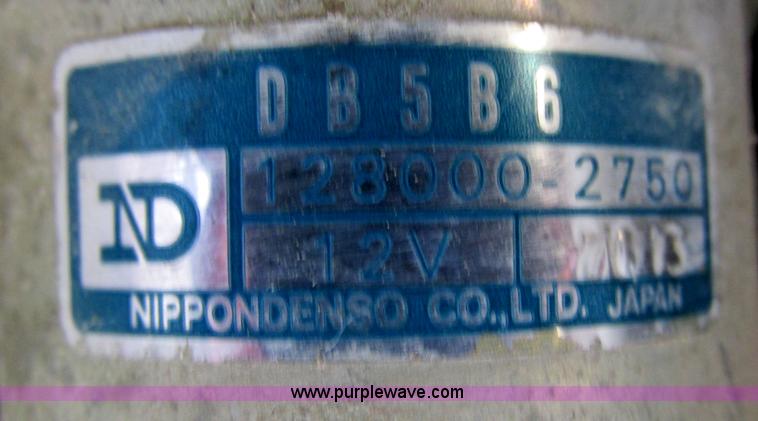 DB5B6
ND
128000-2750
12V
NIPPONDENSO CO., LTD. JAPAN
www.purplewave.com